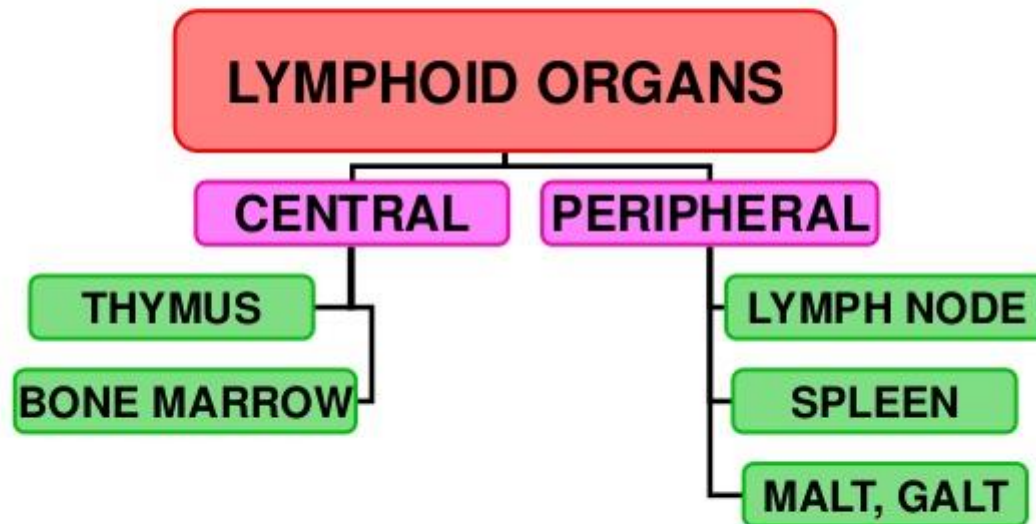 LYMPHOID ORGANS
CENTRAL
PERIPHERAL
THYMUS
BONE MARROW
LYMPH NODE
SPLEEN
MALT, GALT